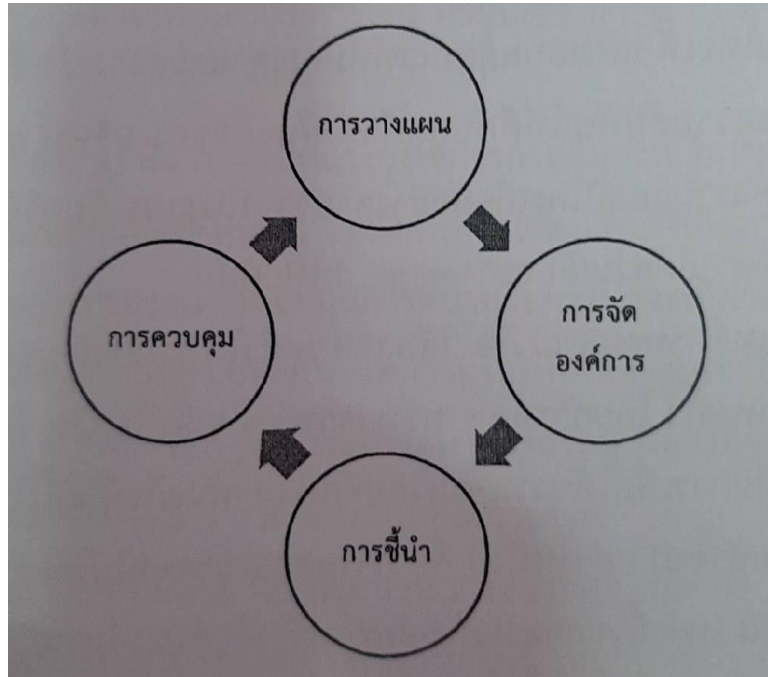 การวางแผน
การจัด
องค์การ
การชี้นำ
การควบคุม